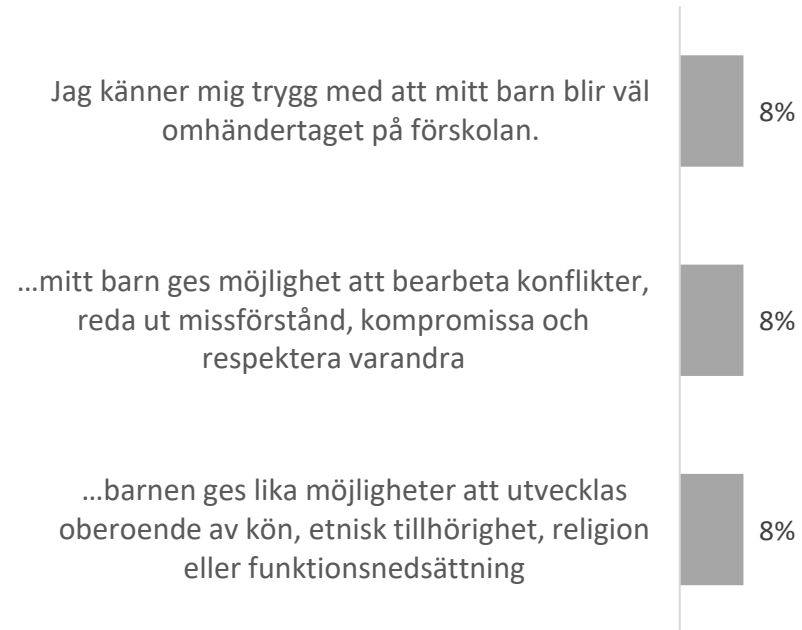 Jag känner mig trygg med att mitt barn blir väl
omhändertaget på förskolan.
8%
…mitt barn ges möjlighet att bearbeta konflikter,
reda ut missförstånd, kompromissa och
respektera varandra
8%
…barnen ges lika möjligheter att utvecklas
oberoende av kön, etnisk tillhörighet, religion
eller funktionsnedsättning
8%